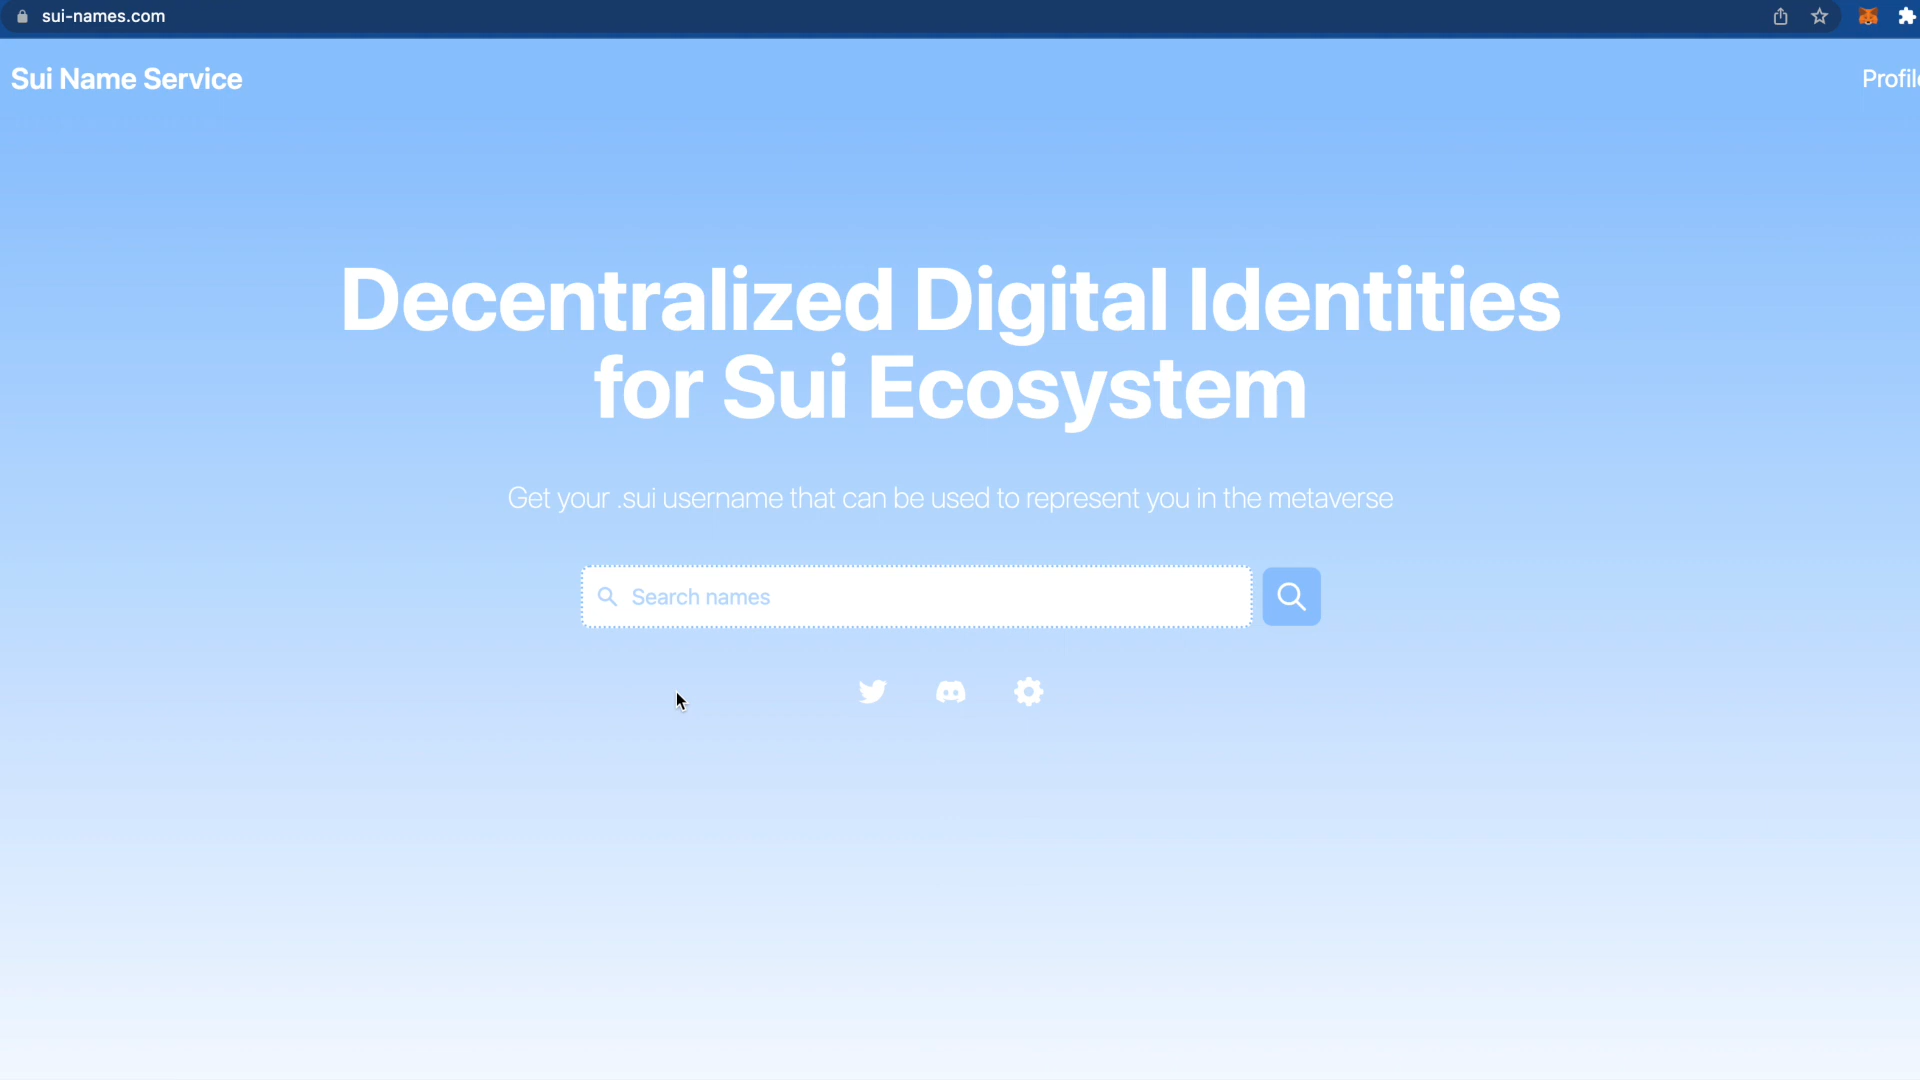 sui-names.com
Sui Name Service
Profile
Decentralized Digital Identities
for Sui Ecosystem
Get your .sui username that can be used to represent you in the metaverse
Search names